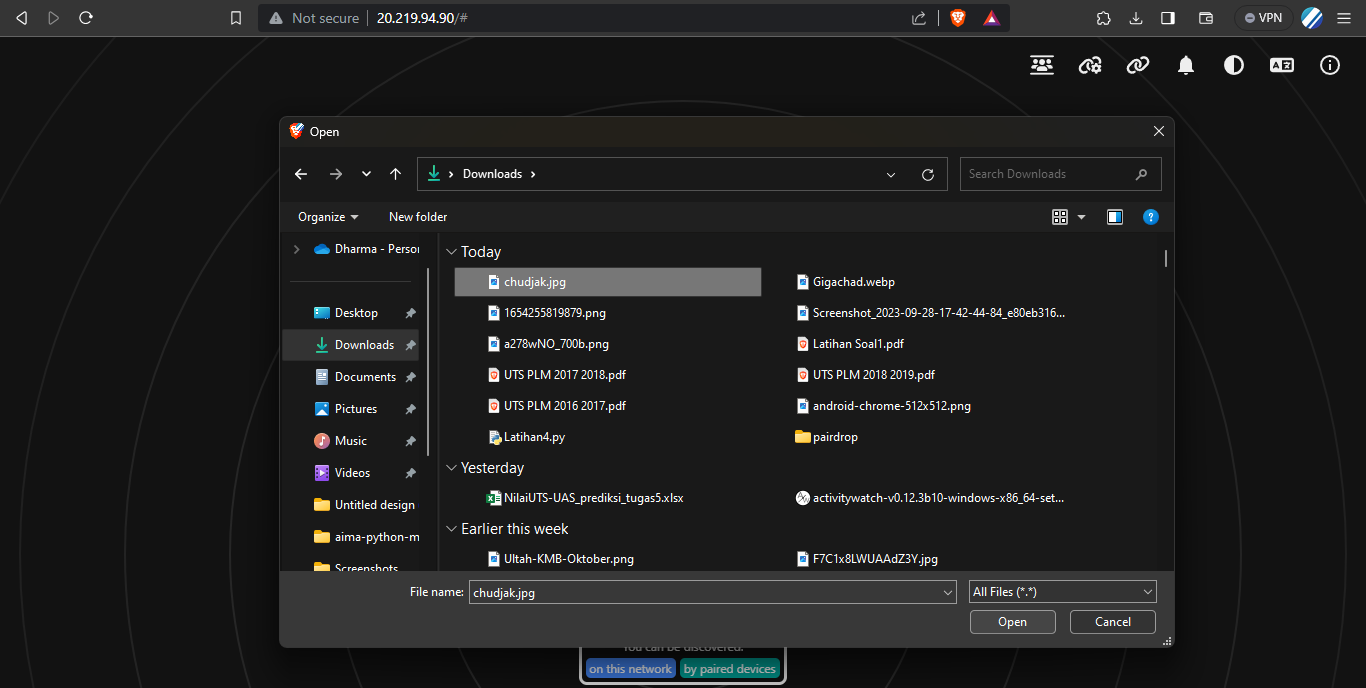 Not secure 20.219.94.90/# VPN
Open
Downloads Search Downloads
Organize New folder
Dharma - Person
Desktop
Downloads
Documents
Pictures
Music
Videos
Untitled design
aima-python-m
Screenshots
Today
chudjak.jpg Gigachad.webp
1654255819879.png Screenshot_2023-09-28-17-42-44-84_e80eb316...
a278wNO_700b.png Latihan Soal1.pdf
UTS PLM 2017 2018.pdf UTS PLM 2018 2019.pdf
UTS PLM 2016 2017.pdf android-chrome-512x512.png
Latihan4.py pairdrop
Yesterday
NilaiUTS-UAS_prediksi_tugas5.xlsx activitywatch-v0.12.3b10-windows-x86_64-set...
Earlier this week
Ultah-KMB-Oktober.png F7C1x8LWUAAdZ3Y.jpg
File name: chudjak.jpg All Files (*.*)
Open Cancel
You can be discovered:
on this network by paired devices